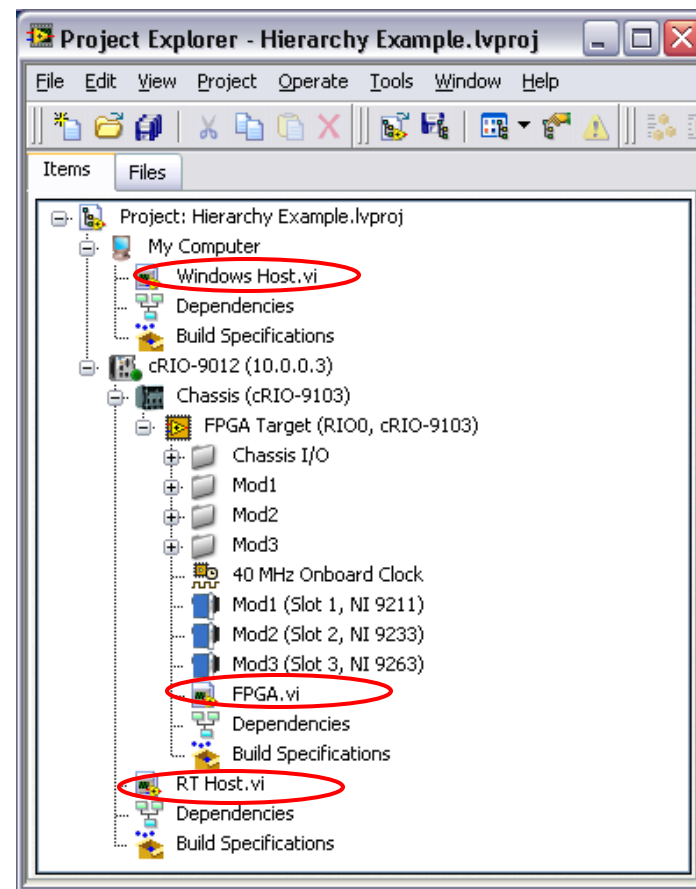 Project Explorer - Hierarchy Example.lvproj
File Edit View Project Operate Tools Window Help
Items Files
Project: Hierarchy Example.lvproj
My Computer
Windows Host.vi
Dependencies
Build Specifications
cRIO-9012 (10.0.0.3)
Chassis (cRIO-9103)
FPGA Target (RIO0, cRIO-9103)
Chassis I/O
Mod1
Mod2
Mod3
40 MHz Onboard Clock
Mod1 (Slot 1, NI 9211)
Mod2 (Slot 2, NI 9233)
Mod3 (Slot 3, NI 9263)
FPGA.vi
Dependencies
Build Specifications
RT Host.vi
Dependencies
Build Specifications